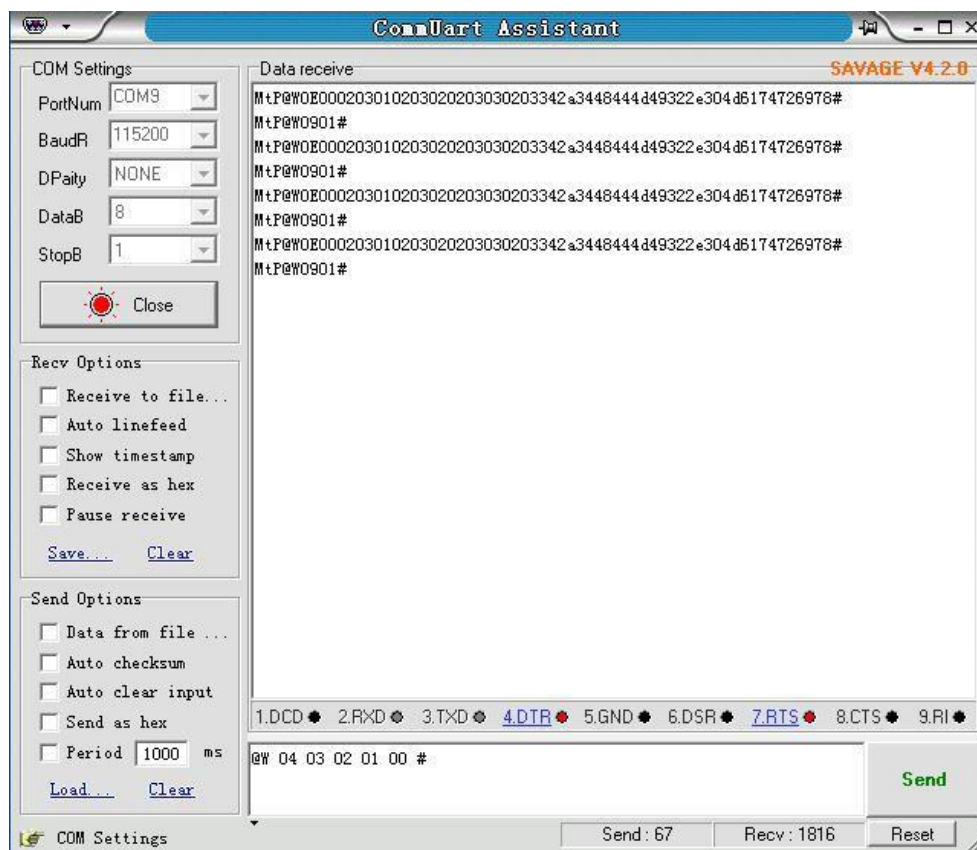 CommUart Assistant
COM Settings
PortNum COM9
BaudR 115200
DPaity NONE
DataB 8
StopB 1
Close
Recv Options
Receive to file...
Auto linefeed
Show timestamp
Receive as hex
Pause receive
Save... Clear
Send Options
Data from file ...
Auto checksum
Auto clear input
Send as hex
Period 1000 ms
Load... Clear
COM Settings
Data receive
SAVAGE V4.2.0
MtP@W0E00020301020302020303020334 2a3448444d49322e304d6174726978#
MtP@W0901#
MtP@W0E000203010203020203030203342a3448444d49322e304d6174726978#
MtP@W0901#
MtP@W0E000203010203020203030203342a3448444d49322e304d6174726978#
MtP@W0901#
MtP@W0E000203010203020203030203342a3448444d49322e304d6174726978#
MtP@W0901#
1.DCD 2.RXD 3.TXD 4.DTR 5.GND 6.DSR 7.RTS 8.CTS 9.RI
@W 04 03 02 01 00 #
Send
Send : 67 Recv : 1816 Reset